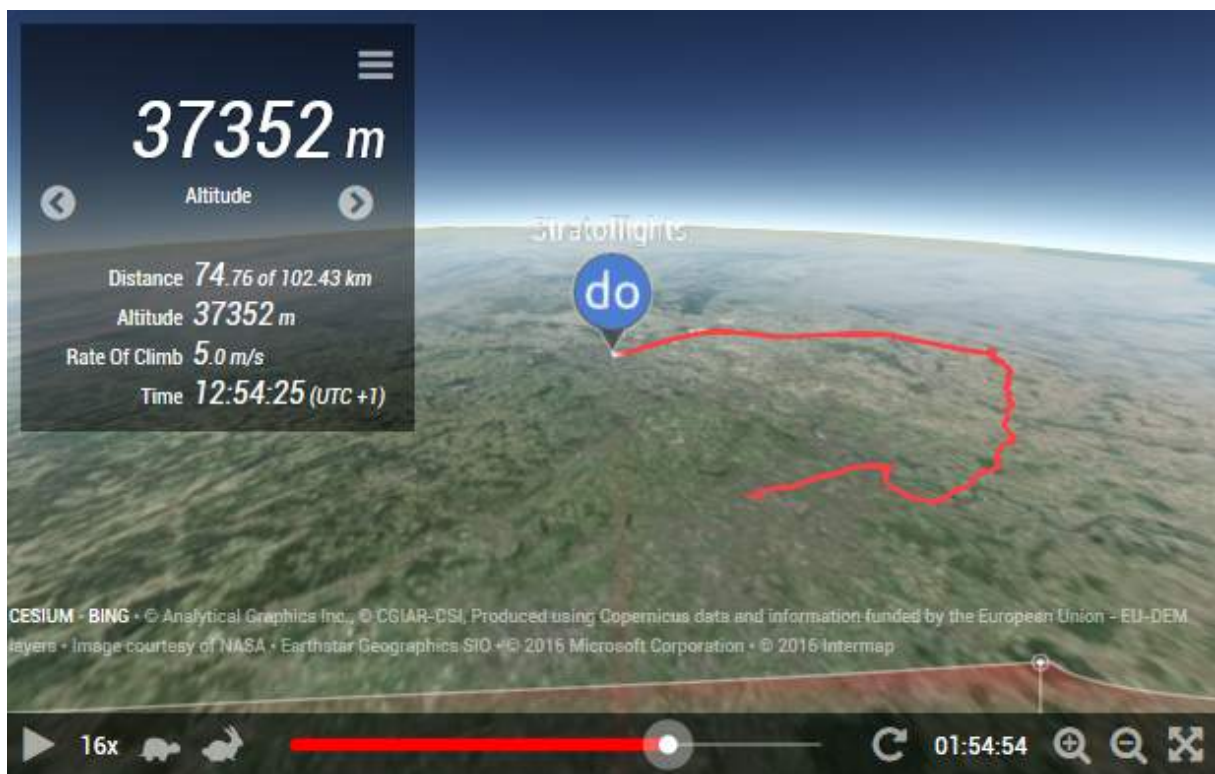 37352 m
Altitude
Stratoflights
do
Distance 74.76 of 102.43 km
Altitude 37352 m
Rate Of Climb 5.0 m/s
Time 12:54:25 (UTC +1)
CESIUM - BING • © Analytical Graphics Inc., © CGIAR-CSI, Produced using Copernicus data and information funded by the European Union - EU-DEM
layers • Image courtesy of NASA • Earthstar Geographics SIO • © 2016 Microsoft Corporation • © 2016 Intermap
16x
01:54:54